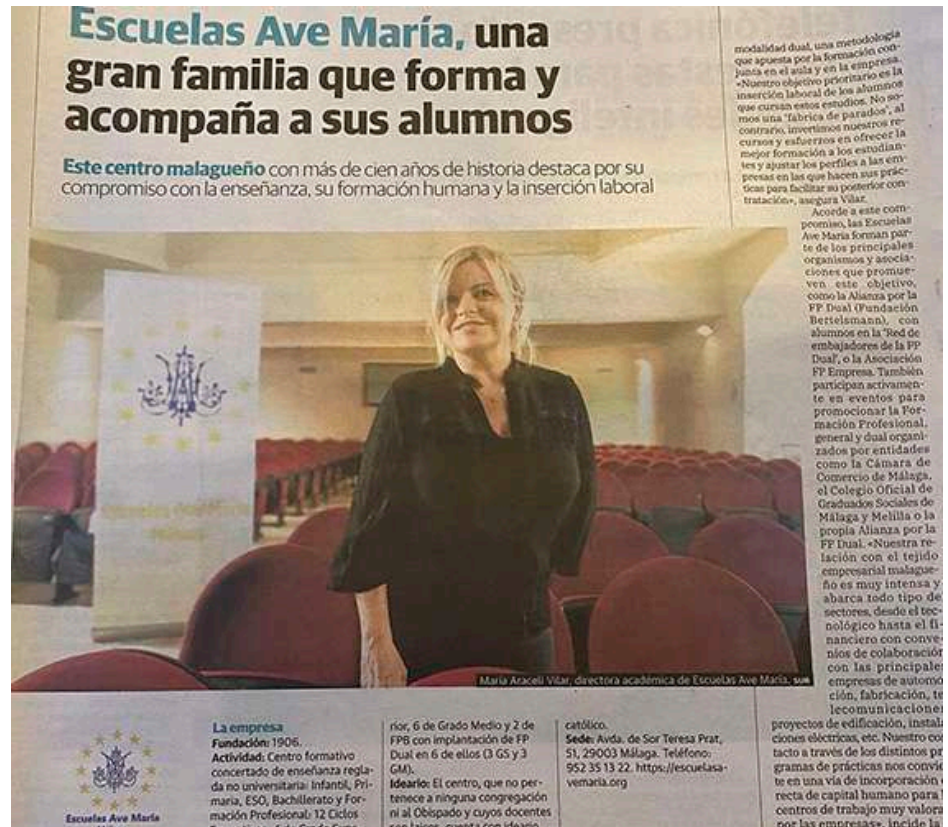 Escuelas Ave María, una
gran familia que forma y
acompaña a sus alumnos
Este centro malagueño con más de cien años de historia destaca por su
compromiso con la enseñanza, su formación humana y la inserción laboral
María Araceli Vilar, directora académica de Escuelas Ave María. SUR
modalidad dual, una metodología
que apuesta por la formación con-
junta en el aula y en la empresa.
«Nuestro objetivo prioritario es la
inserción laboral de los alumnos
que cursan estos estudios. No so-
mos una 'fábrica de parados', al
contrario, invertimos nuestros re-
cursos y esfuerzos en ofrecer la
mejor formación a los estudian-
tes y ajustar los perfiles a las em-
presas en las que hacen sus prác-
ticas para facilitar su posterior con-
tratación», asegura Vilar.
Acorde a este com-
promiso, las Escuelas
Ave María forman par-
te de los principales
organismos y asocia-
ciones que promue-
ven este objetivo,
como la Alianza por la
FP Dual (Fundación
Bertelsmann), con
alumnos en la 'Red de
embajadores de la FP
Dual', o la Asociación
FP Empresa. También
participan activamen-
te en eventos para
promocionar la For-
mación Profesional,
general y dual organi-
zados por entidades
como la Cámara de
Comercio de Málaga,
el Colegio Oficial de
Graduados Sociales de
Málaga y Melilla o la
propia Alianza por la
FP Dual. «Nuestra re-
lación con el tejido
empresarial malague-
ño es muy intensa y
abarca todo tipo de
sectores, desde el tec-
nológico hasta el fi-
nanciero con conve-
nios de colaboración
con las principales
empresas de automo
ción, fabricación, te
lecomunicaciones
proyectos de edificación, instal
ciones eléctricas, etc. Nuestro con
tacto a través de los distintos pr
gramas de prácticas nos convie
te en una vía de incorporación
recta de capital humano para
centros de trabajo muy valora
por las empresas», incide la
Escuelas Ave María
La empresa
Fundación: 1906.
Actividad: Centro formativo
concertado de enseñanza regla-
da no universitaria: Infantil, Pri-
maria, ESO, Bachillerato y For-
mación Profesional: 12 Ciclos
rior, 6 de Grado Medio y 2 de
FPB con implantación de FP
Dual en 6 de ellos (3 GS y 3
GM).
Ideario: El centro, que no per-
tenece a ninguna congregación
ni al Obispado y cuyos docentes
católico.
Sede: Avda. de Sor Teresa Prat,
51, 29003 Málaga. Teléfono:
952 35 13 22. https://escuelasa-
vemaria.org